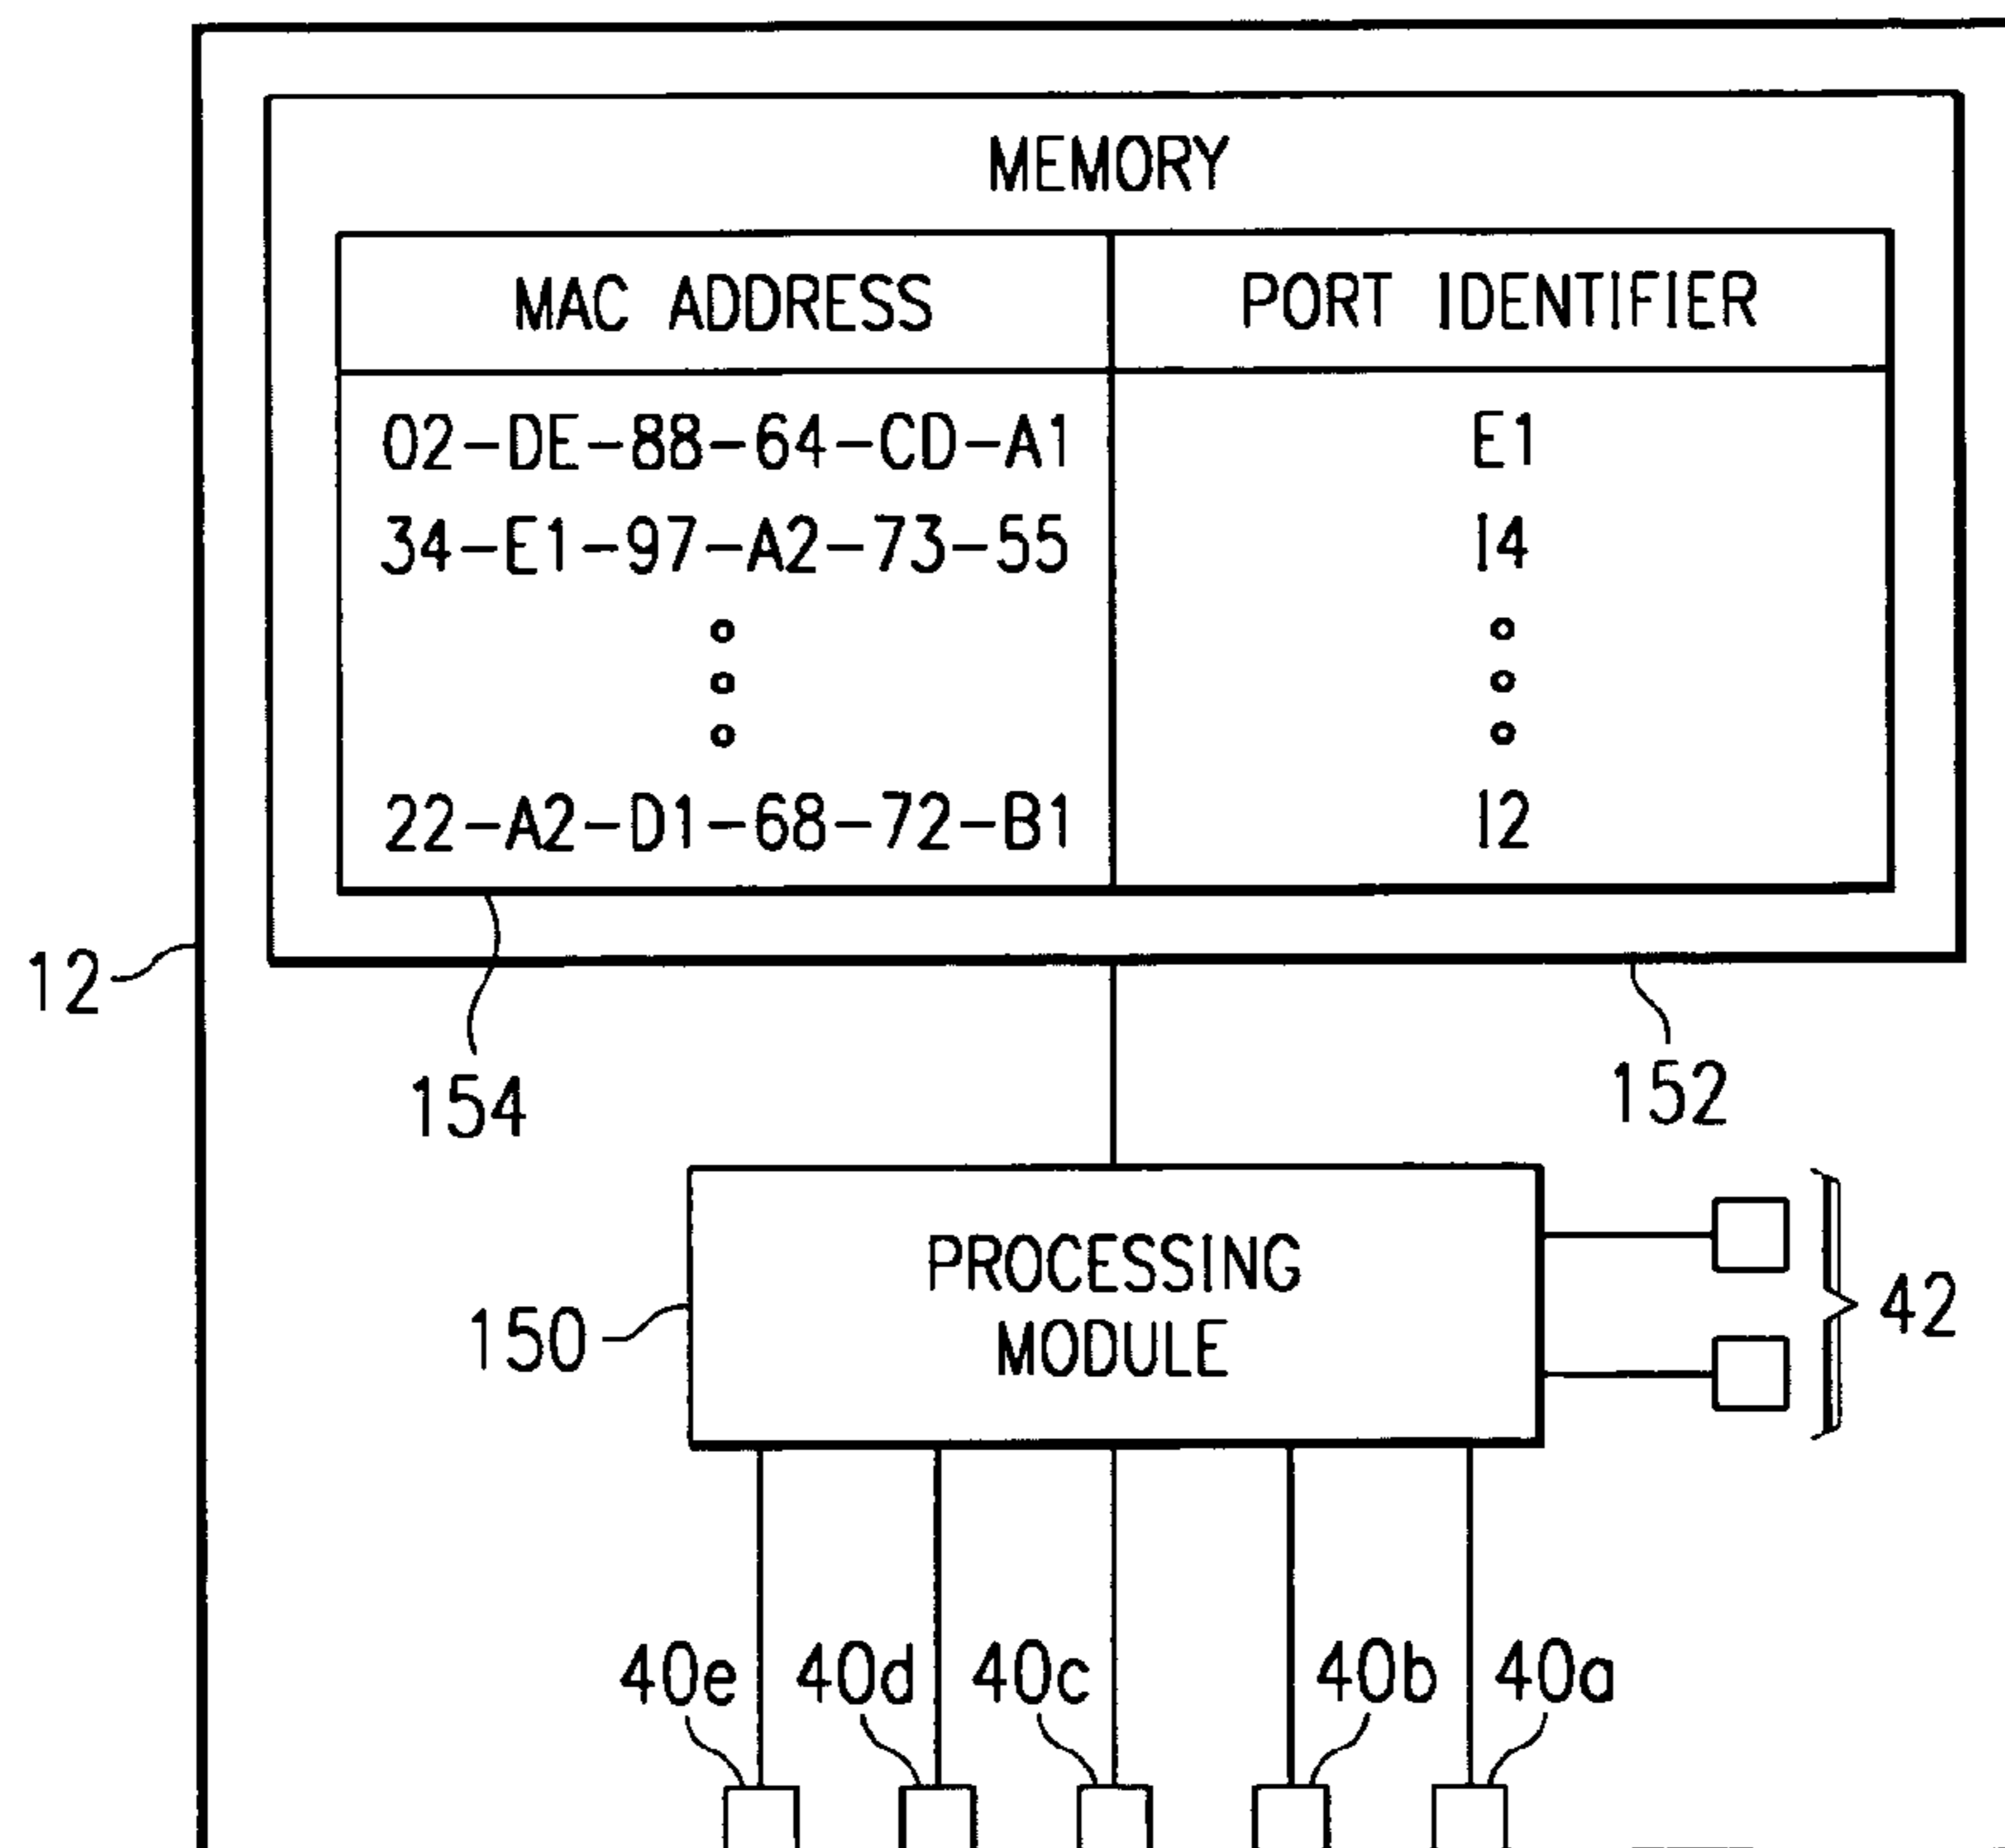 MEMORY
MAC ADDRESS PORT IDENTIFIER
02-DE-88-64-CD-A1 E1
34-E1-97-A2-73-55 I4
22-A2-D1-68-72-B1 I2
12
154 152
PROCESSING
MODULE
150
42
40e 40d 40c 40b 40a